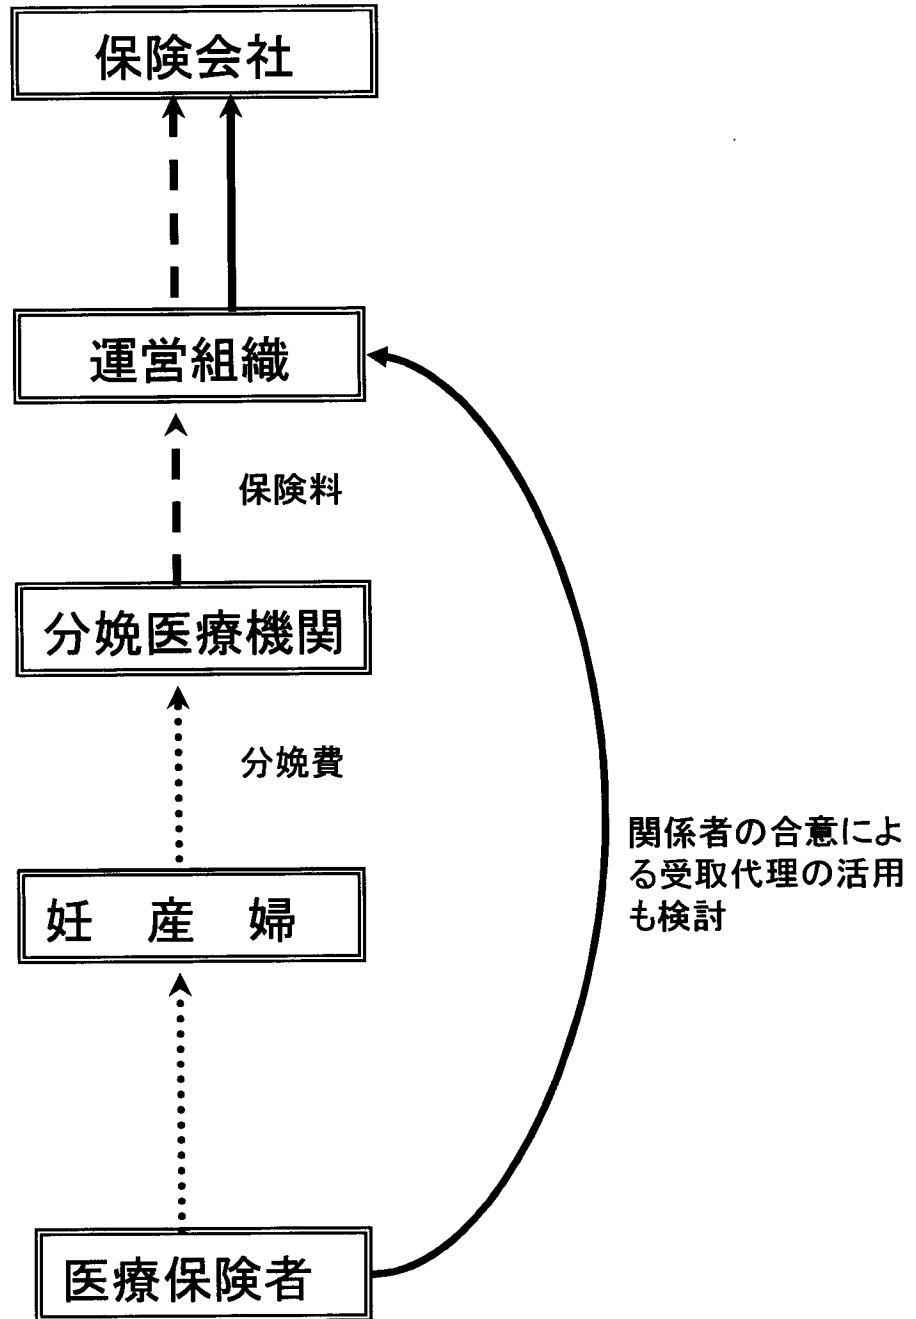 保険会社
運営組織
保険料
分娩医療機関
分娩費
関係者の合意によ
る受取代理の活用
も検討
妊 産 婦
医療保険者